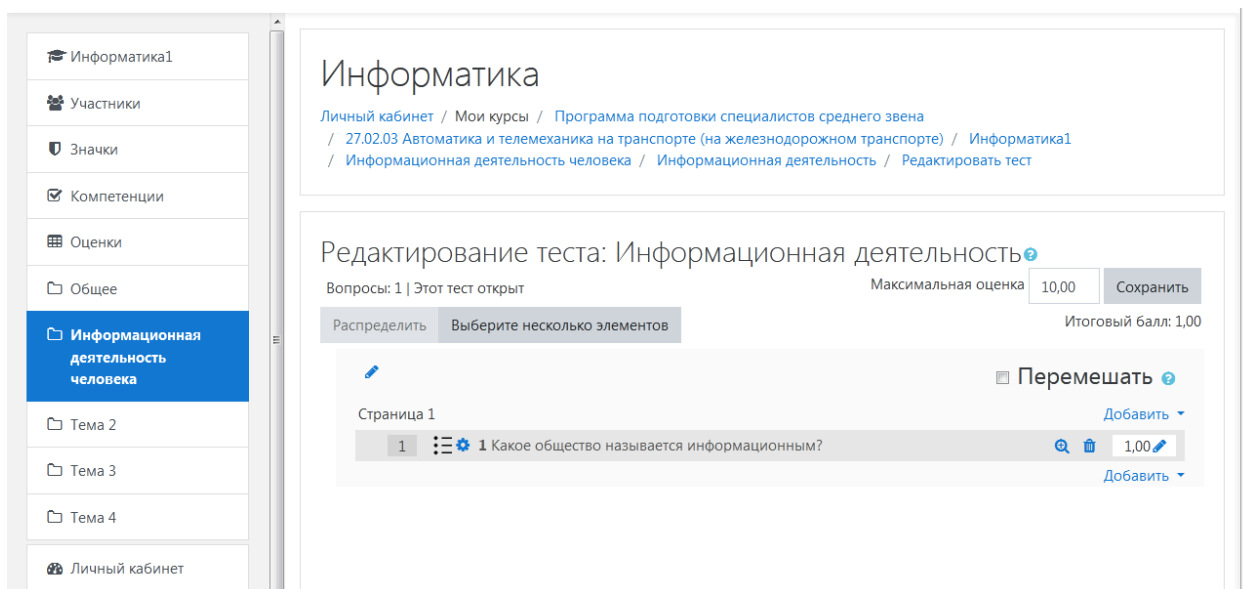 Информатика1
Участники
Значки
Компетенции
Оценки
Общее
Информационная
деятельность
человека
Тема 2
Тема 3
Тема 4
Личный кабинет
Информатика
Личный кабинет / Мои курсы / Программа подготовки специалистов среднего звена
/ 27.02.03 Автоматика и телемеханика на транспорте (на железнодорожном транспорте) / Информатика1
/ Информационная деятельность человека / Информационная деятельность / Редактировать тест
Редактирование теста: Информационная деятельность
Вопросы: 1 | Этот тест открыт
Максимальная оценка 10,00 Сохранить
Распределить Выберите несколько элементов
Итоговый балл: 1,00
Перемешать
Страница 1
Добавить
1 1 Какое общество называется информационным? 1,00
Добавить